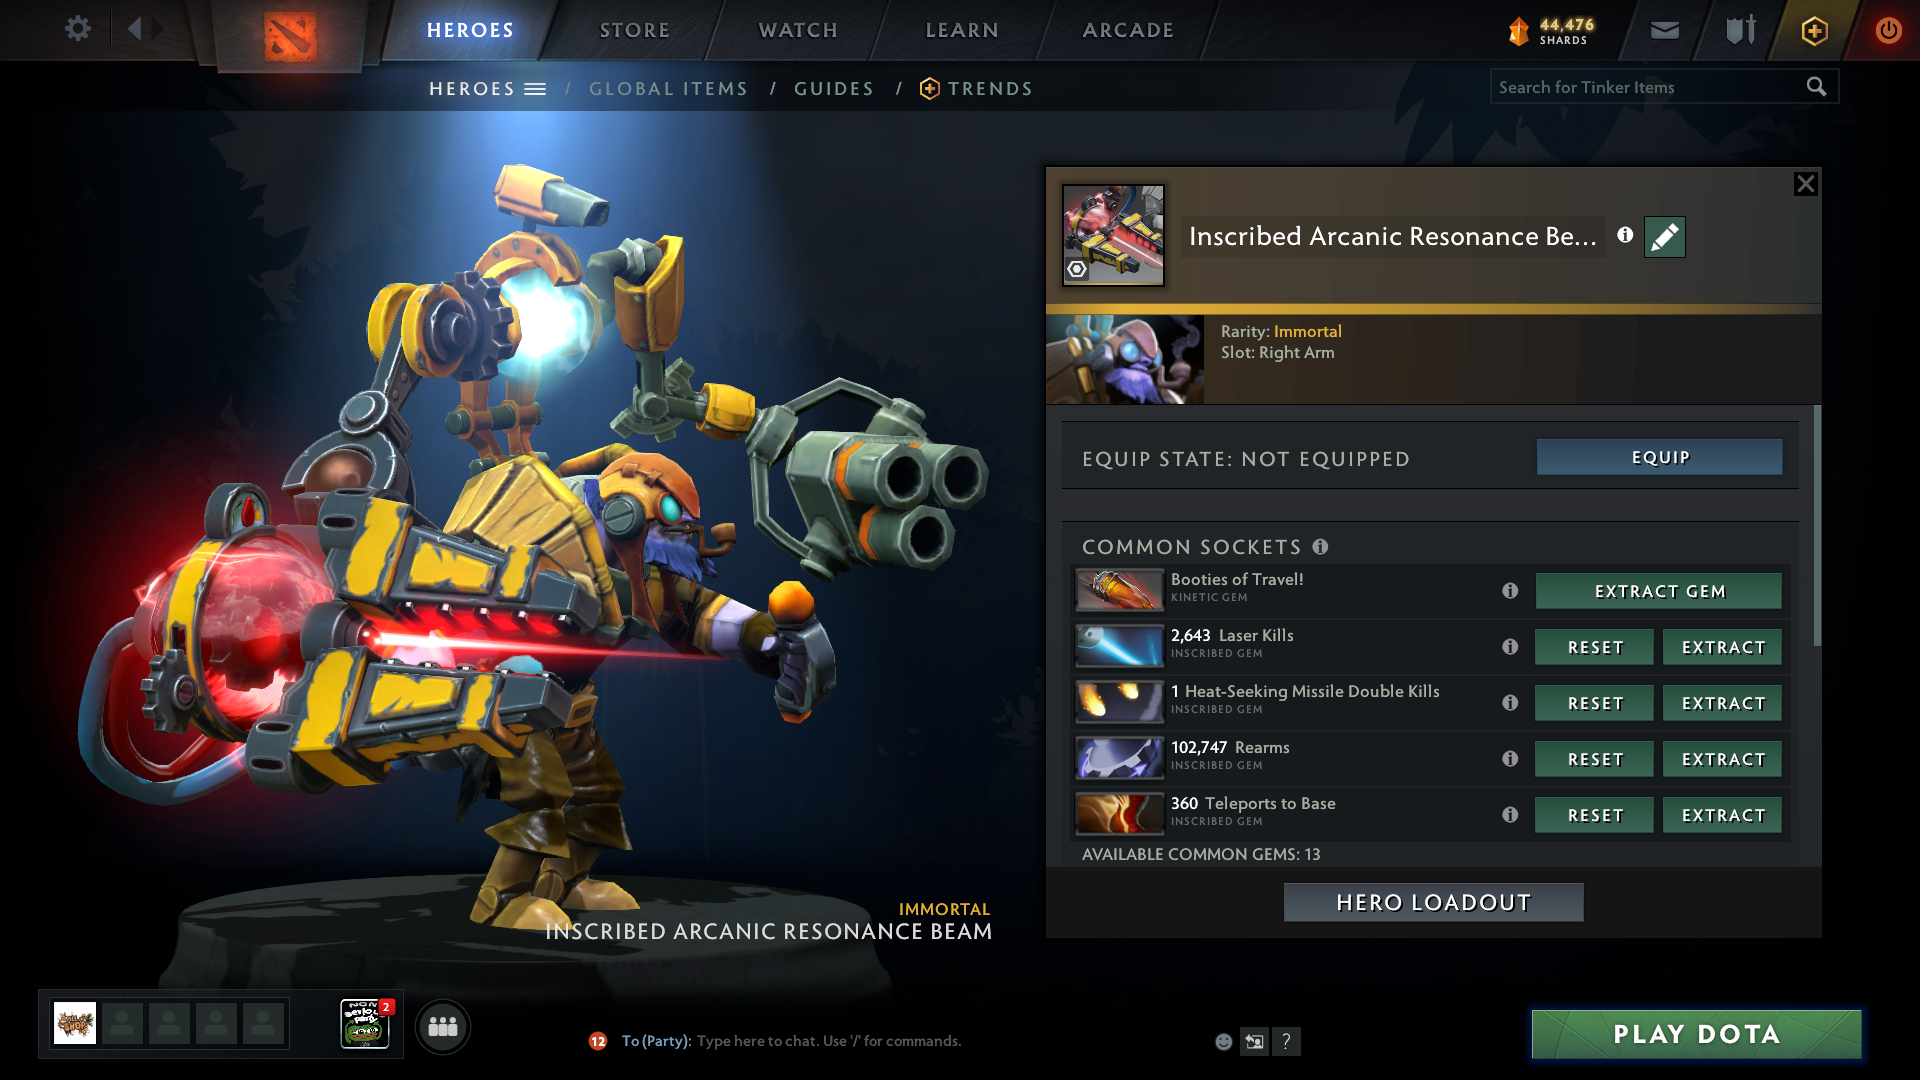 HEROES
STORE
WATCH
LEARN
ARCADE
44,476
SHARDS
HEROES / GLOBAL ITEMS / GUIDES / TRENDS
Search for Tinker Items
Inscribed Arcanic Resonance Be...
Rarity: Immortal
Slot: Right Arm
EQUIP STATE: NOT EQUIPPED
EQUIP
COMMON SOCKETS
Booties of Travel!
KINETIC GEM
EXTRACT GEM
2,643 Laser Kills
INSCRIBED GEM
RESET
EXTRACT
1 Heat-Seeking Missile Double Kills
INSCRIBED GEM
RESET
EXTRACT
102,747 Rearms
INSCRIBED GEM
RESET
EXTRACT
360 Teleports to Base
INSCRIBED GEM
RESET
EXTRACT
AVAILABLE COMMON GEMS: 13
HERO LOADOUT
IMMORTAL
INSCRIBED ARCANIC RESONANCE BEAM
2
12
To (Party): Type here to chat. Use '/' for commands.
?
PLAY DOTA